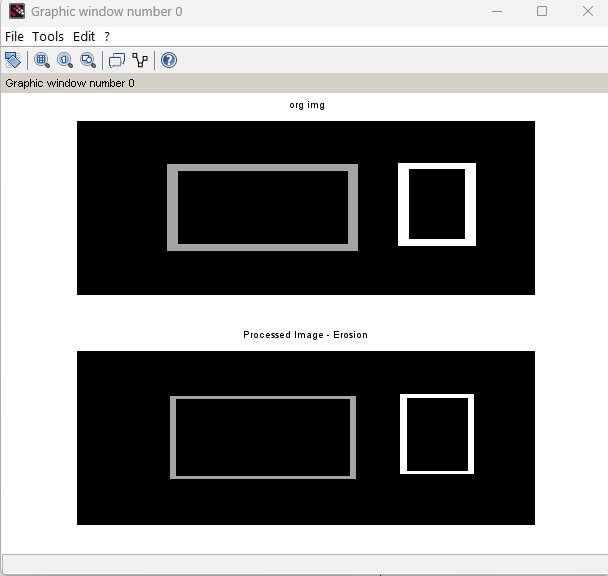 Graphic window number 0
File Tools Edit ?
Graphic window number 0
org img
Processed Image - Erosion